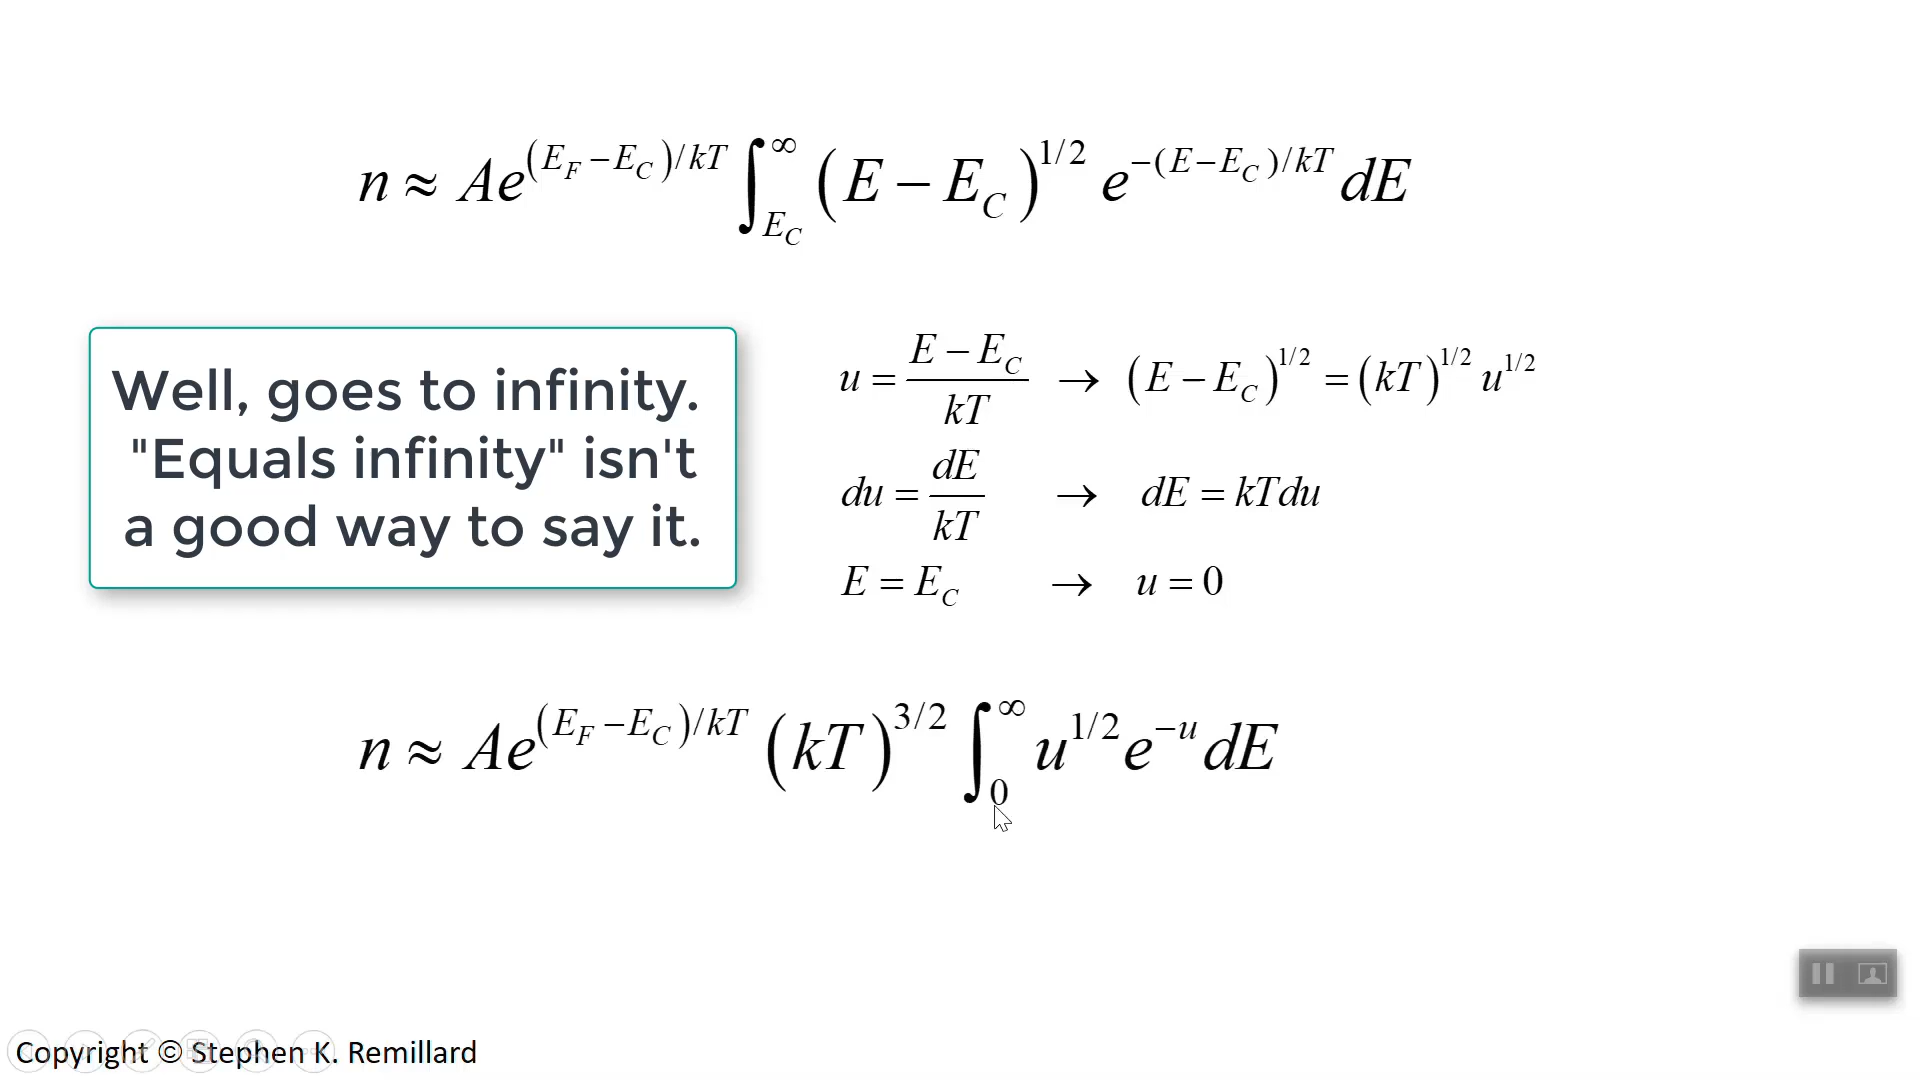 n ≈ Ae^{(E_F − E_C)/kT} ∫_{E_C}^{∞} (E − E_C)^{1/2} e^{−(E−E_C)/kT} dE
Well, goes to infinity.
"Equals infinity" isn't
a good way to say it.
u = \frac{E − E_C}{kT} → (E − E_C)^{1/2} = (kT)^{1/2} u^{1/2}
du = \frac{dE}{kT} → dE = kTdu
E = E_C → u = 0
n ≈ Ae^{(E_F − E_C)/kT} (kT)^{3/2} ∫_{0}^{∞} u^{1/2} e^{−u} dE
Copyright © Stephen K. Remillard